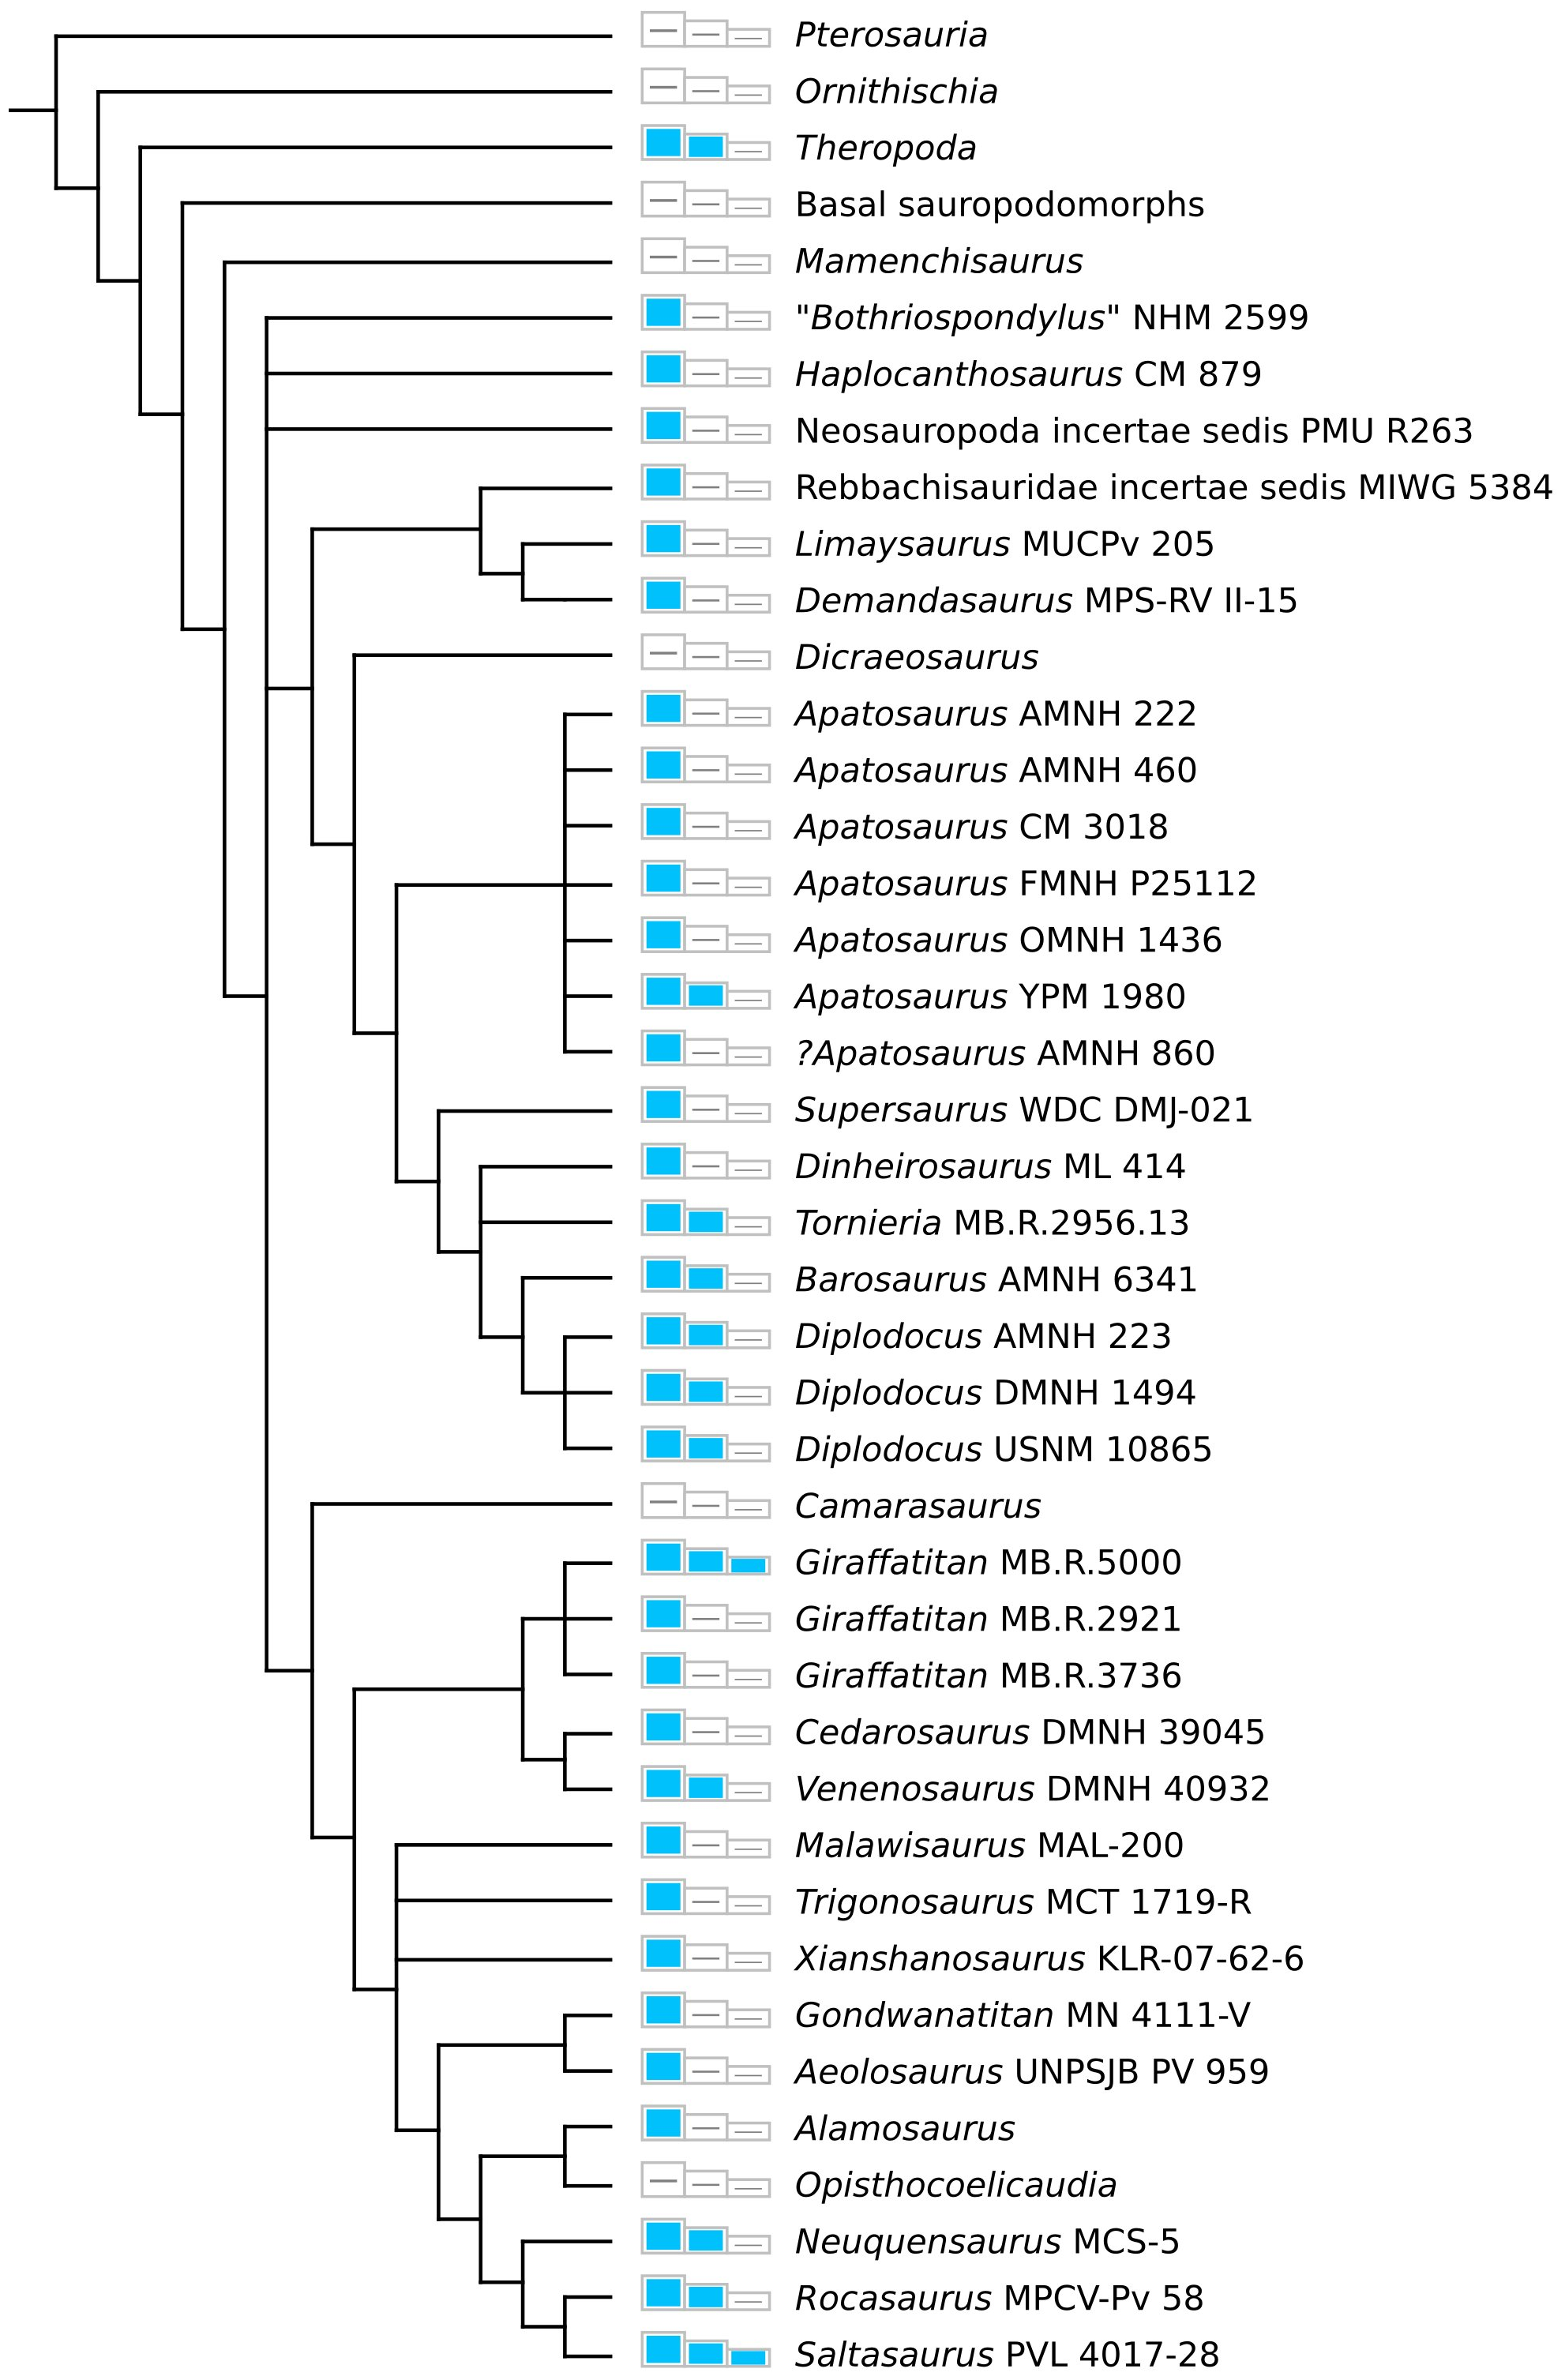 Pterosauria
Ornithischia
Theropoda
Basal sauropodomorphs
Mamenchisaurus
"Bothriospondylus" NHM 2599
Haplocanthosaurus CM 879
Neosauropoda incertae sedis PMU R263
Rebbachisauridae incertae sedis MIWG 5384
Limaysaurus MUCPv 205
Demandasaurus MPS-RV II-15
Dicraeosaurus
Apatosaurus AMNH 222
Apatosaurus AMNH 460
Apatosaurus CM 3018
Apatosaurus FMNH P25112
Apatosaurus OMNH 1436
Apatosaurus YPM 1980
?Apatosaurus AMNH 860
Supersaurus WDC DMJ-021
Dinheirosaurus ML 414
Tornieria MB.R.2956.13
Barosaurus AMNH 6341
Diplodocus AMNH 223
Diplodocus DMNH 1494
Diplodocus USNM 10865
Camarasaurus
Giraffatitan MB.R.5000
Giraffatitan MB.R.2921
Giraffatitan MB.R.3736
Cedarosaurus DMNH 39045
Venenosaurus DMNH 40932
Malawisaurus MAL-200
Trigonosaurus MCT 1719-R
Xianshanosaurus KLR-07-62-6
Gondwanatitan MN 4111-V
Aeolosaurus UNPSJB PV 959
Alamosaurus
Opisthocoelicaudia
Neuquensaurus MCS-5
Rocasaurus MPCV-Pv 58
Saltasaurus PVL 4017-28